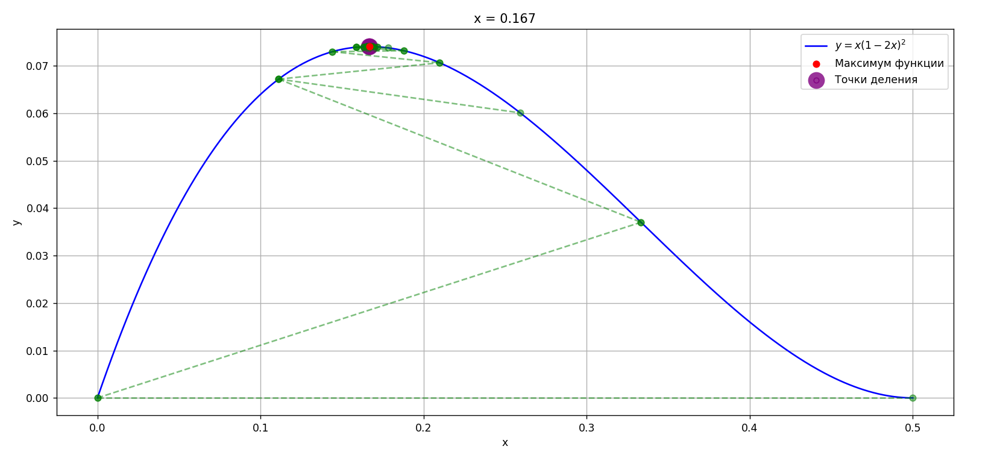 x = 0.167
y = x(1 − 2x)²
Максимум функции
Точки деления
0.07
0.06
0.05
0.04
0.03
0.02
0.01
0.00
y
0.0 0.1 0.2 0.3 0.4 0.5
x